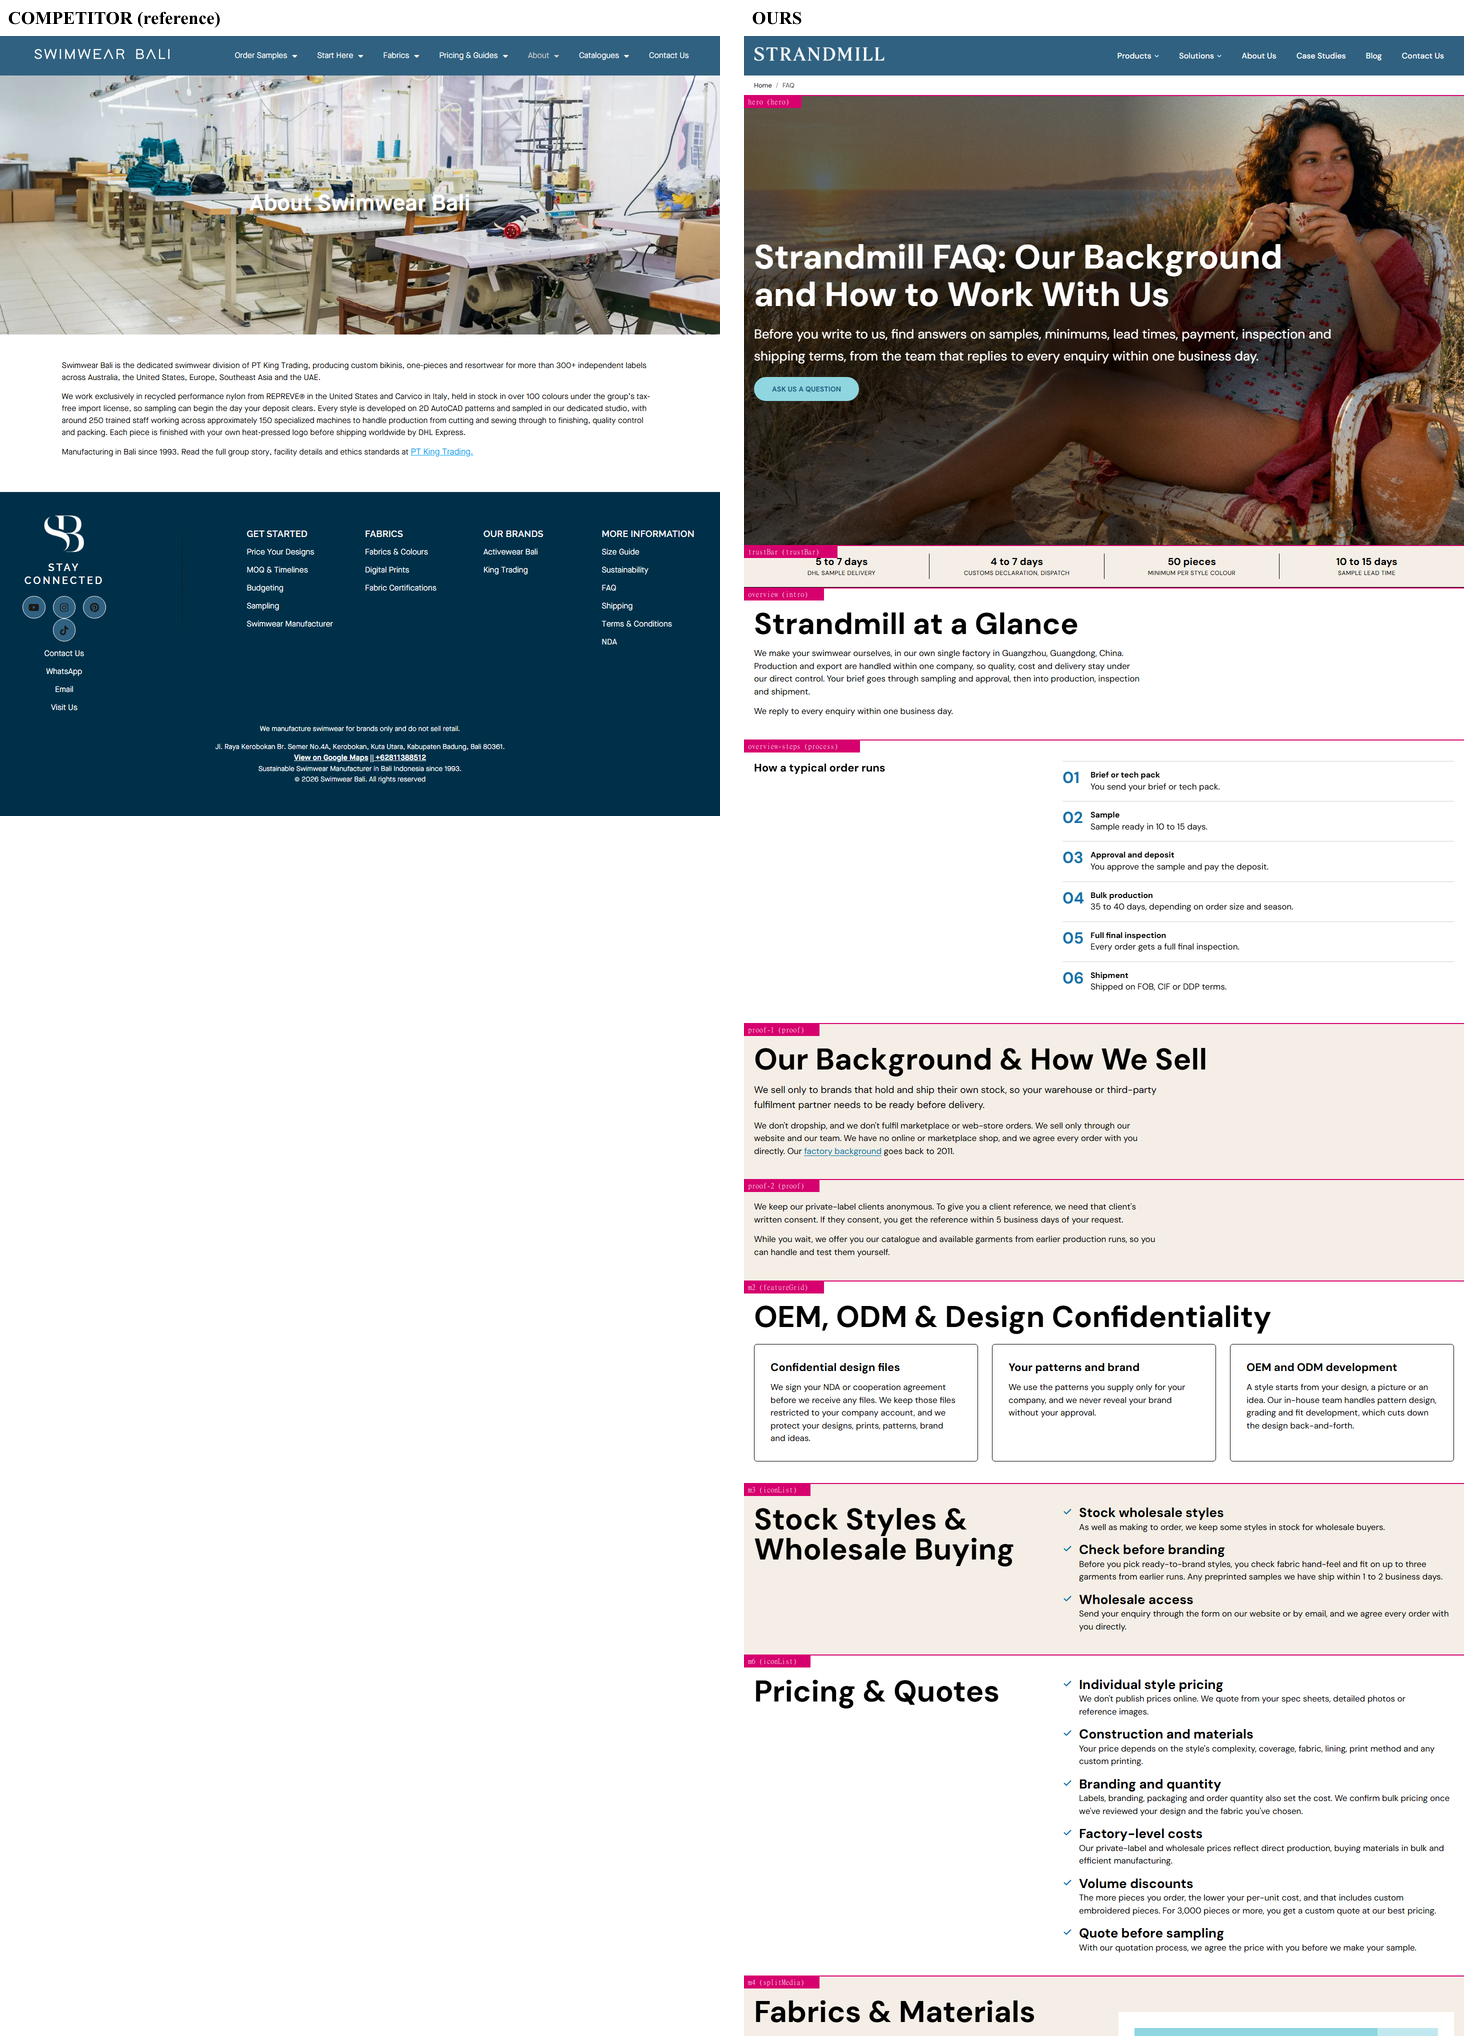 COMPETITOR (reference)
SWIMWEAR BALI
Order Samples
Start Here
Fabrics
Pricing & Guides
About
Catalogues
Contact Us
About Swimwear Bali
Swimwear Bali is the dedicated swimwear division of PT King Trading, producing custom bikinis, one-pieces and resortwear for more than 300+ independent labels
across Australia, the United States, Europe, Southeast Asia and the UAE.
We work exclusively in recycled performance nylon from REPREVE® in the United States and Carvico in Italy, held in stock in over 100 colours under the group's tax-
free import license, so sampling can begin the day your deposit clears. Every style is developed on 2D AutoCAD patterns and sampled in our dedicated studio, with
around 250 trained staff working across approximately 150 specialized machines to handle production from cutting and sewing through to finishing, quality control
and packing. Each piece is finished with your own heat-pressed logo before shipping worldwide by DHL Express.
Manufacturing in Bali since 1993. Read the full group story, facility details and ethics standards at PT King Trading.
STAY
CONNECTED
Contact Us
WhatsApp
Email
Visit Us
GET STARTED
Price Your Designs
MOQ & Timelines
Budgeting
Sampling
Swimwear Manufacturer
FABRICS
Fabrics & Colours
Digital Prints
Fabric Certifications
OUR BRANDS
Activewear Bali
King Trading
MORE INFORMATION
Size Guide
Sustainability
FAQ
Shipping
Terms & Conditions
NDA
We manufacture swimwear for brands only and do not sell retail.
Jl. Raya Kerobokan Br. Semer No.4A, Kerobokan, Kuta Utara, Kabupaten Badung, Bali 80361.
View on Google Maps || +62811388512
Sustainable Swimwear Manufacturer in Bali Indonesia since 1993.
© 2026 Swimwear Bali. All rights reserved
OURS
STRANDMILL
Products
Solutions
About Us
Case Studies
Blog
Contact Us
Home / FAQ
hero (hero)
Strandmill FAQ: Our Background
and How to Work With Us
Before you write to us, find answers on samples, minimums, lead times, payment, inspection and
shipping terms, from the team that replies to every enquiry within one business day.
ASK US A QUESTION
trustBar (trustBar)
5 to 7 days
DHL SAMPLE DELIVERY
4 to 7 days
CUSTOMS DECLARATION, DISPATCH
50 pieces
MINIMUM PER STYLE COLOUR
10 to 15 days
SAMPLE LEAD TIME
overview (intro)
Strandmill at a Glance
We make your swimwear ourselves, in our own single factory in Guangzhou, Guangdong, China.
Production and export are handled within one company, so quality, cost and delivery stay under
our direct control. Your brief goes through sampling and approval, then into production, inspection
and shipment.
We reply to every enquiry within one business day.
overview-steps (process)
How a typical order runs
01 Brief or tech pack
You send your brief or tech pack.
02 Sample
Sample ready in 10 to 15 days.
03 Approval and deposit
You approve the sample and pay the deposit.
04 Bulk production
35 to 40 days, depending on order size and season.
05 Full final inspection
Every order gets a full final inspection.
06 Shipment
Shipped on FOB, CIF or DDP terms.
proof-1 (proof)
Our Background & How We Sell
We sell only to brands that hold and ship their own stock, so your warehouse or third-party
fulfilment partner needs to be ready before delivery.
We don't dropship, and we don't fulfil marketplace or web-store orders. We sell only through our
website and our team. We have no online or marketplace shop, and we agree every order with you
directly. Our factory background goes back to 2011.
proof-2 (proof)
We keep our private-label clients anonymous. To give you a client reference, we need that client's
written consent. If they consent, you get the reference within 5 business days of your request.
While you wait, we offer you our catalogue and available garments from earlier production runs, so you
can handle and test them yourself.
m2 (featureGrid)
OEM, ODM & Design Confidentiality
Confidential design files
We sign your NDA or cooperation agreement
before we receive any files. We keep those files
restricted to your company account, and we
protect your designs, prints, patterns, brand
and ideas.
Your patterns and brand
We use the patterns you supply only for your
company, and we never reveal your brand
without your approval.
OEM and ODM development
A style starts from your design, a picture or an
idea. Our in-house team handles pattern design,
grading and fit development, which cuts down
the design back-and-forth.
m3 (iconList)
Stock Styles &
Wholesale Buying
Stock wholesale styles
As well as making to order, we keep some styles in stock for wholesale buyers.
Check before branding
Before you pick ready-to-brand styles, you check fabric hand-feel and fit on up to three
garments from earlier runs. Any preprinted samples we have ship within 1 to 2 business days.
Wholesale access
Send your enquiry through the form on our website or by email, and we agree every order with
you directly.
m6 (iconList)
Pricing & Quotes
Individual style pricing
We don't publish prices online. We quote from your spec sheets, detailed photos or
reference images.
Construction and materials
Your price depends on the style's complexity, coverage, fabric, lining, print method and any
custom printing.
Branding and quantity
Labels, branding, packaging and order quantity also set the cost. We confirm bulk pricing once
we've reviewed your design and the fabric you've chosen.
Factory-level costs
Our private-label and wholesale prices reflect direct production, buying materials in bulk and
efficient manufacturing.
Volume discounts
The more pieces you order, the lower your per-unit cost, and that includes custom
embroidered pieces. For 3,000 pieces or more, you get a custom quote at our best pricing.
Quote before sampling
With our quotation process, we agree the price with you before we make your sample.
m4 (splitMedia)
Fabrics & Materials